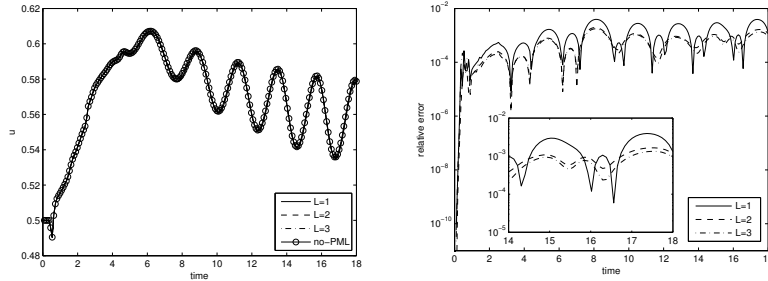 0.62
0.6
0.58
0.56
0.54
0.52
0.5
0.48
u
0 2 4 6 8 10 12 14 16 18
time
L=1
L=2
L=3
no-PML
10^-2
10^-4
10^-6
10^-8
10^-10
relative error
10^-1
10^-2
10^-3
10^-4
10^-5
14 15 16 17 18
L=1
L=2
L=3
0 2 4 6 8 10 12 14 16 18
time